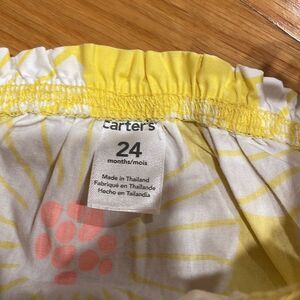 carter's
24
months/mois
Made in Thailand
Fabriqué en Thaïlande
Hecho en Tailandia